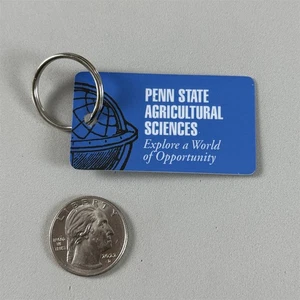 PENN STATE
AGRICULTURAL
SCIENCES
Explore a World
of Opportunity
LIBERTY